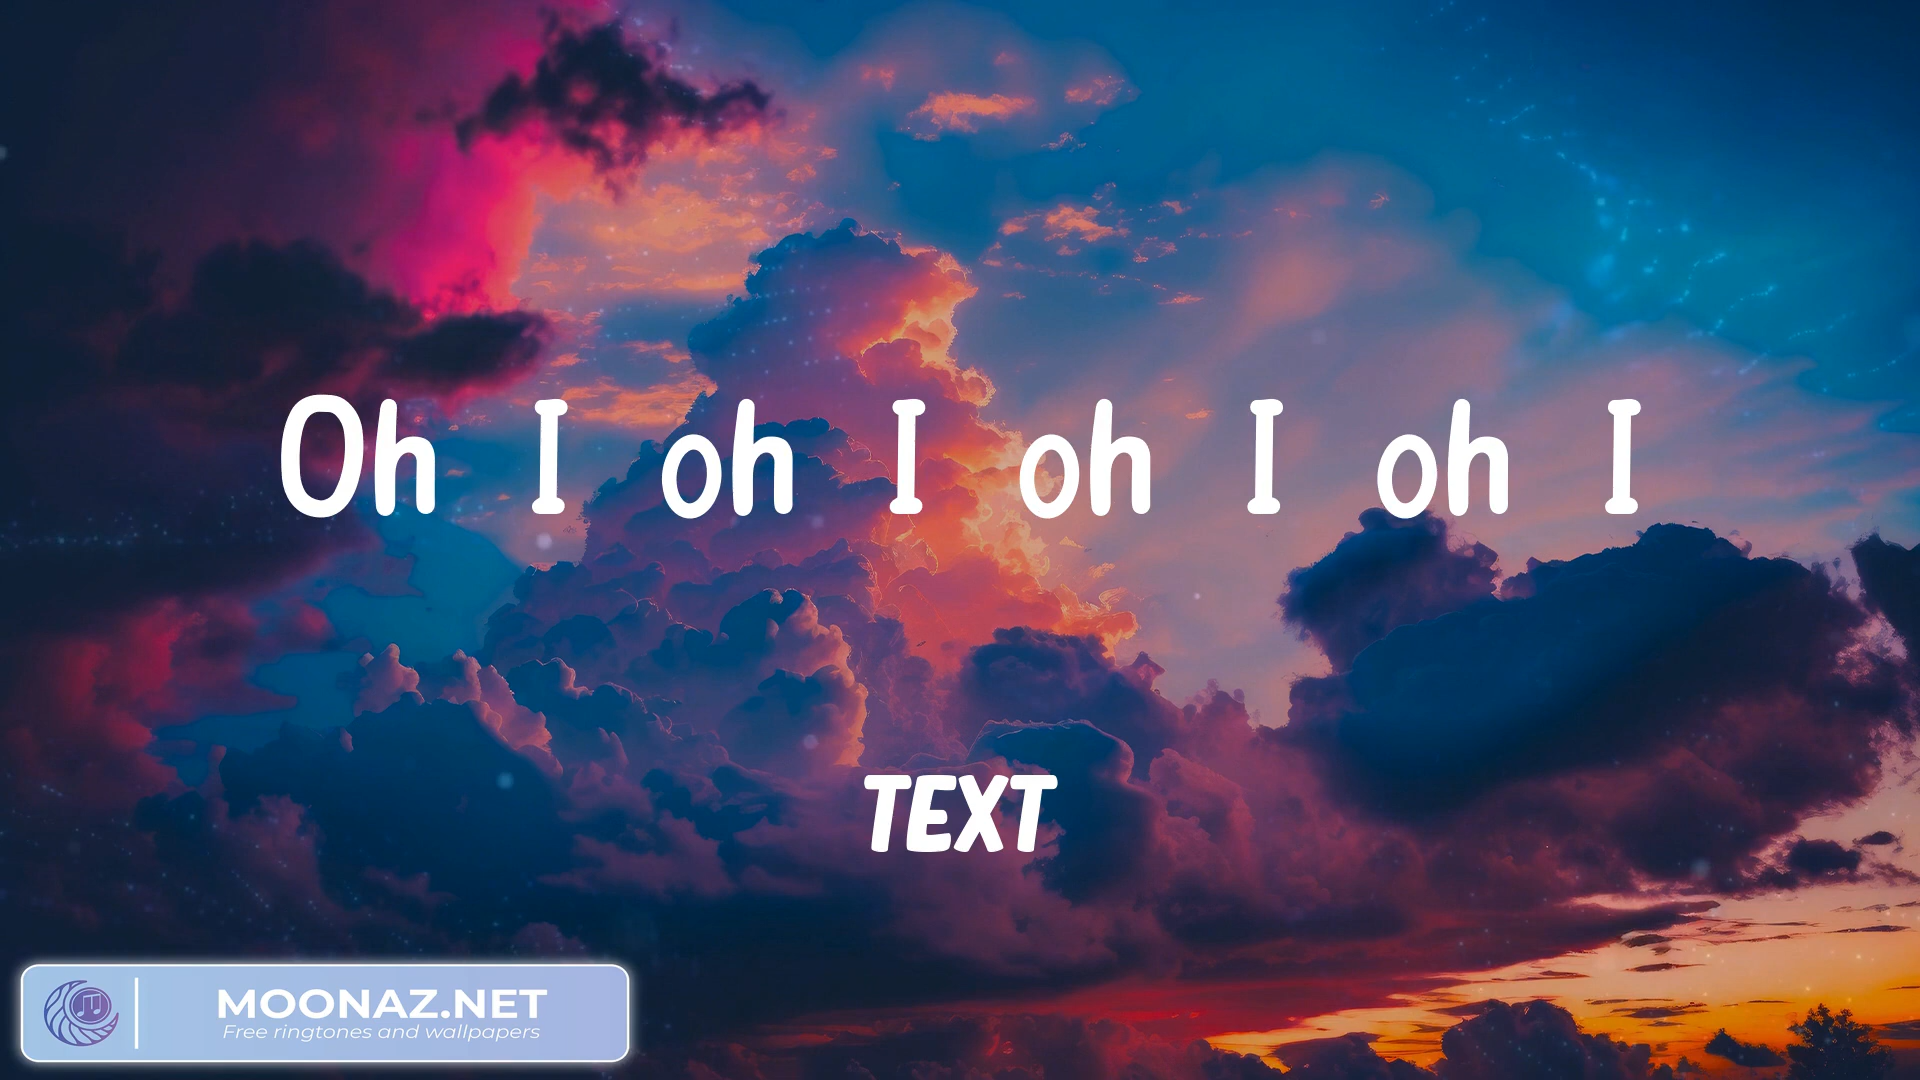 Oh I oh I oh I oh I
TEXT
MOONAZ.NET
Free ringtones and wallpapers